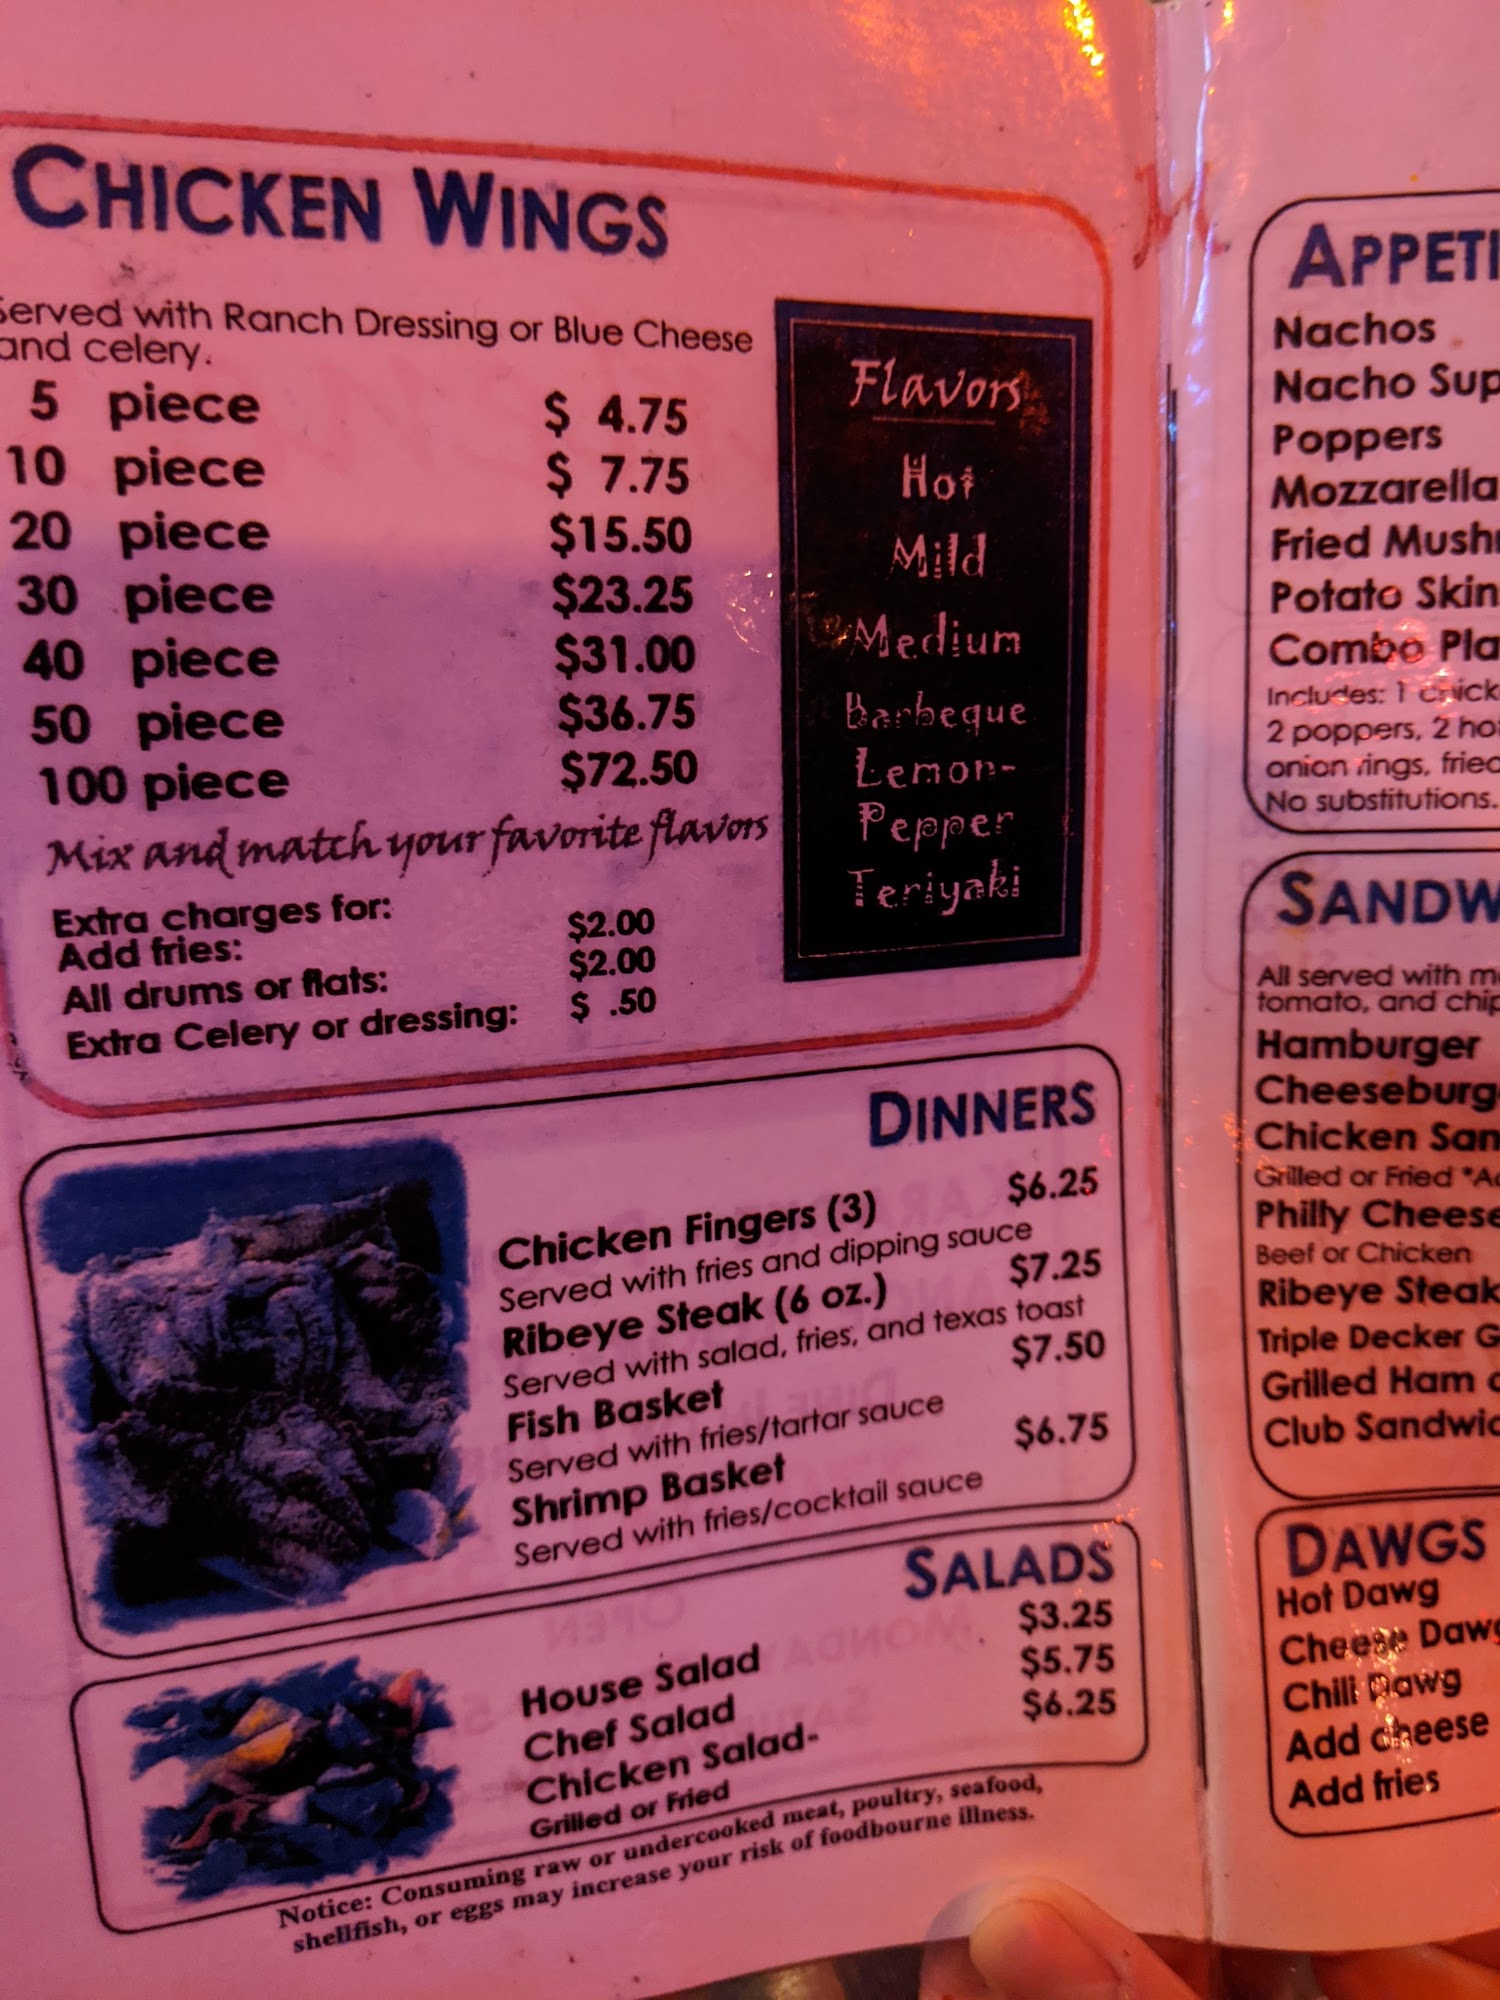 CHICKEN WINGS
Served with Ranch Dressing or Blue Cheese
and celery.
5 piece $ 4.75
10 piece $ 7.75
20 piece $15.50
30 piece $23.25
40 piece $31.00
50 piece $36.75
100 piece $72.50
Mix and match your favorite flavors
Extra charges for:
Add fries: $2.00
All drums or flats: $2.00
Extra Celery or dressing: $ .50
Flavors
Hot
Mild
Medium
Barbeque
Lemon-
Pepper
Teriyaki
DINNERS
Chicken Fingers (3) $6.25
Served with fries and dipping sauce
Ribeye Steak (6 oz.) $7.25
Served with salad, fries, and texas toast
Fish Basket $7.50
Served with fries/tartar sauce
Shrimp Basket $6.75
Served with fries/cocktail sauce
SALADS
House Salad $3.25
Chef Salad $5.75
Chicken Salad- $6.25
Grilled or Fried
Notice: Consuming raw or undercooked meat, poultry, seafood,
shellfish, or eggs may increase your risk of foodbourne illness.
APPETI
Nachos
Nacho Sup
Poppers
Mozzarella
Fried Mush
Potato Skin
Combo Pla
Includes: 1 chick
2 poppers, 2 ho
onion rings, fried
No substitutions.
SANDW
All served with m
tomato, and chip
Hamburger
Cheeseburg
Chicken San
Grilled or Fried *Ad
Philly Cheese
Beef or Chicken
Ribeye Steak
Triple Decker G
Grilled Ham
Club Sandwic
DAWGS
Hot Dawg
Cheese Dawg
Chili Dawg
Add cheese
Add fries